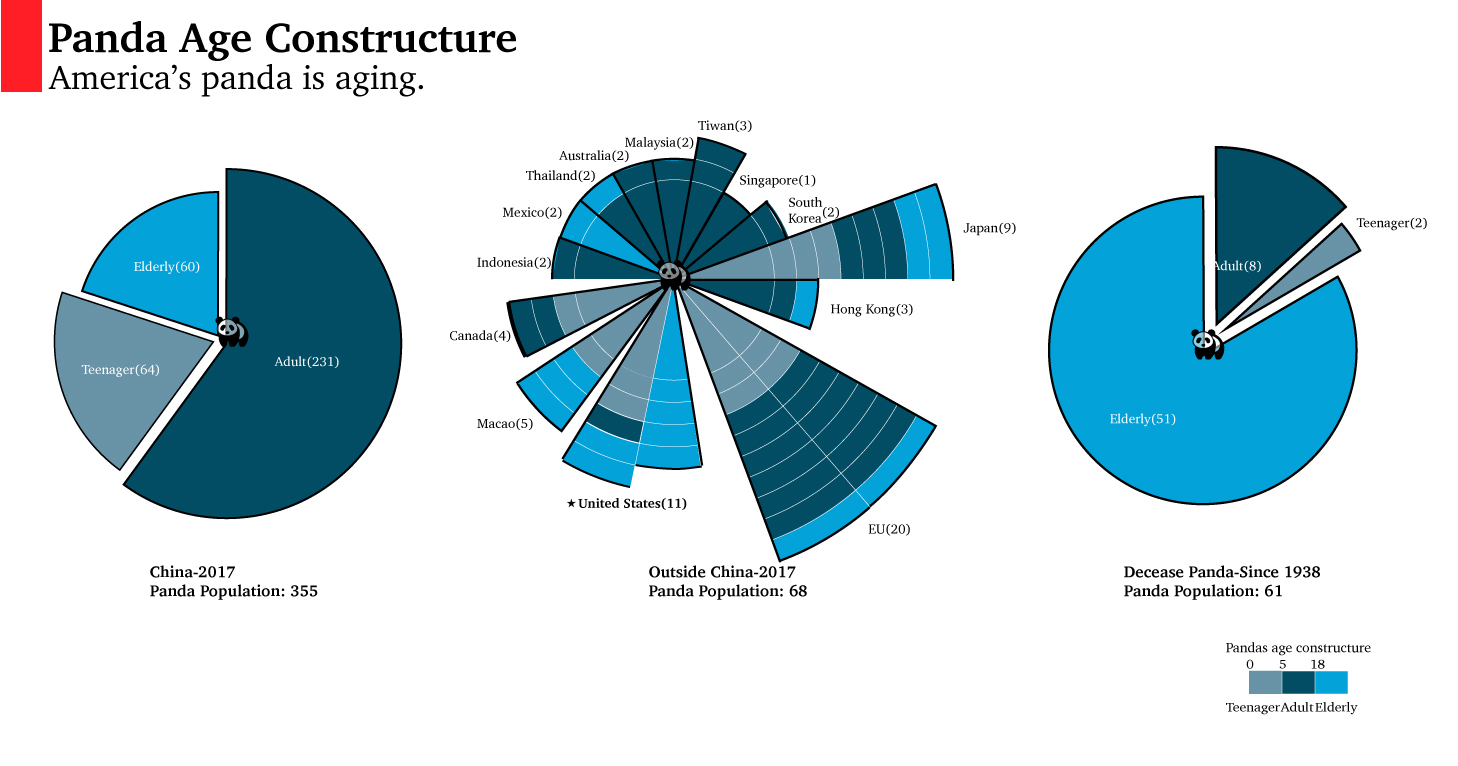 Panda Age Constructure
America's panda is aging.
Tiwan(3)
Malaysia(2)
Australia(2)
Thailand(2)
Singapore(1)
South
Korea(2)
Mexico(2)
Japan(9)
Indonesia(2)
Hong Kong(3)
Canada(4)
Macao(5)
★United States(11)
EU(20)
Elderly(60)
Teenager(64)
Adult(231)
Teenager(2)
Adult(8)
Elderly(51)
China-2017
Panda Population: 355
Outside China-2017
Panda Population: 68
Decease Panda-Since 1938
Panda Population: 61
Pandas age constructure
0 5 18
Teenager Adult Elderly